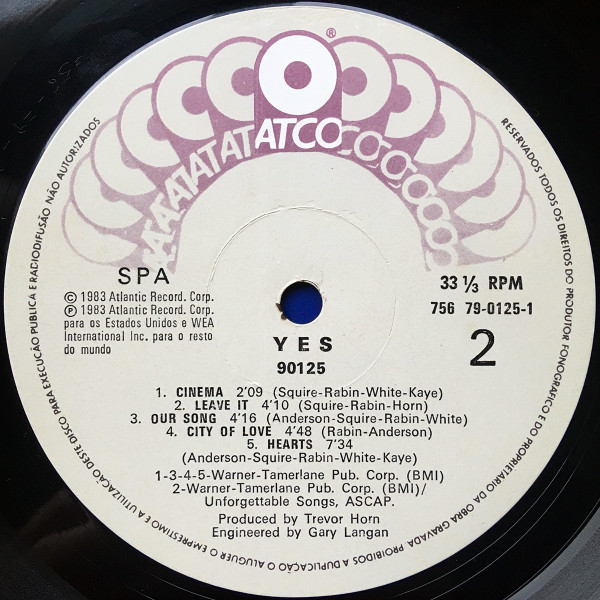 ®
ATCO
SPA
33 ⅓ RPM
© 1983 Atlantic Record. Corp.
℗ 1983 Atlantic Record. Corp.
para os Estados Unidos e WEA
International Inc. para o resto
do mundo
756 79-0125-1
2
YES
90125
1. CINEMA 2'09 (Squire-Rabin-White-Kaye)
2. LEAVE IT 4'10 (Squire-Rabin-Horn)
3. OUR SONG 4'16 (Anderson-Squire-Rabin-White)
4. CITY OF LOVE 4'48 (Rabin-Anderson)
5. HEARTS 7'34
(Anderson-Squire-Rabin-White-Kaye)
1-3-4-5-Warner-Tamerlane Pub. Corp. (BMI)
2-Warner-Tamerlane Pub. Corp. (BMI)/
Unforgettable Songs, ASCAP.
Produced by Trevor Horn
Engineered by Gary Langan
RESERVADOS TODOS OS DIREITOS DO PRODUTOR FONOGRAFICO E DO PROPRIETARIO DA OBRA GRAVADA PROIBIDOS A DUPLICAÇÃO O ALUGUER O EMPRESTIMO E A UTILIZAÇÃO DESTE DISCO PARA EXECUÇÃO PUBLICA E RADIODIFUSÃO NÃO AUTORIZADOS